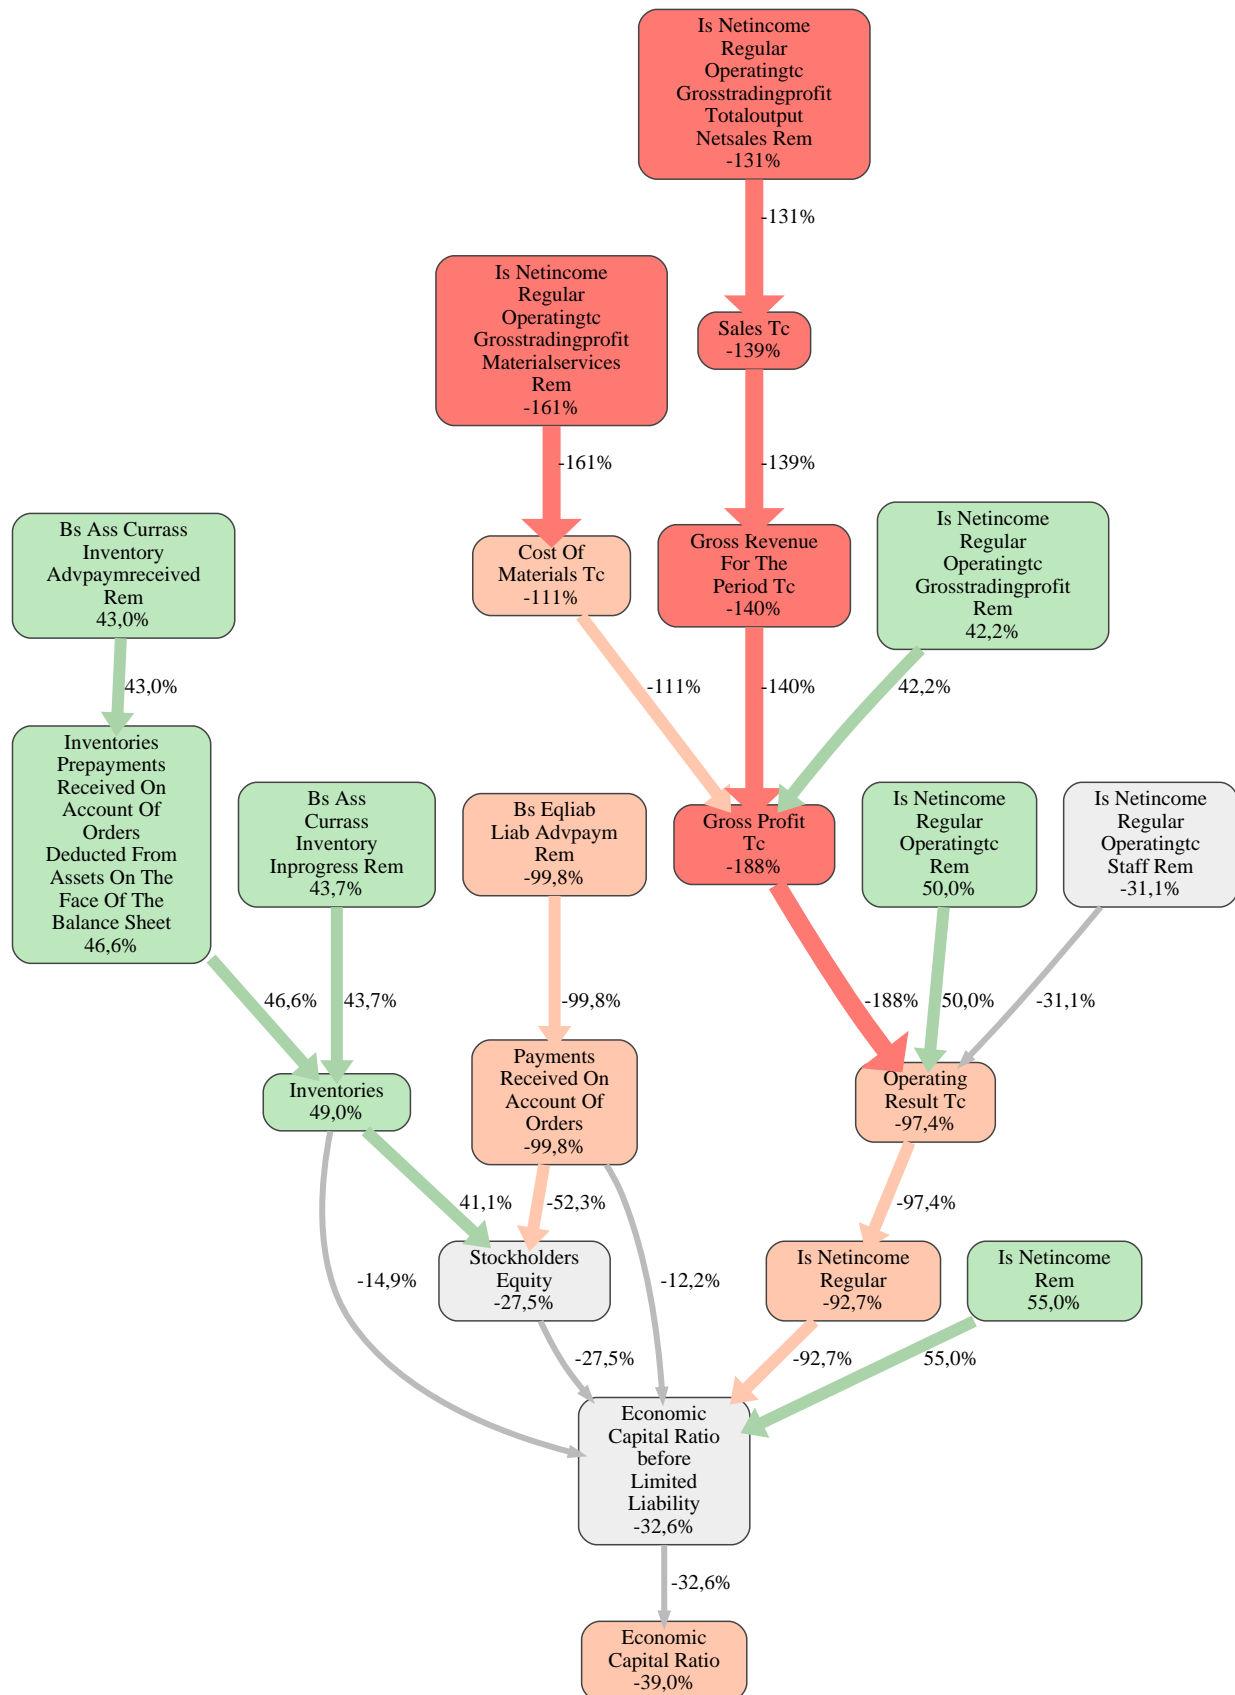 Is Netincome
Regular
Operatingtc
Grosstradingprofit
Totaloutput
Netsales Rem
-131%
-131%
Is Netincome
Regular
Operatingtc
Grosstradingprofit
Materialservices
Rem
-161%
Sales Tc
-139%
-161%
-139%
Bs Ass Currass
Inventory
Advpaymreceived
Rem
43,0%
Cost Of
Materials Tc
-111%
Gross Revenue
For The
Period Tc
-140%
Is Netincome
Regular
Operatingtc
Grosstradingprofit
Rem
42,2%
43,0%
-111%
-140%
42,2%
Inventories
Prepayments
Received On
Account Of
Orders
Deducted From
Assets On The
Face Of The
Balance Sheet
46,6%
Bs Ass
Currass
Inventory
Inprogress Rem
43,7%
Bs Eqliab
Liab Advpaym
Rem
-99,8%
Gross Profit
Tc
-188%
Is Netincome
Regular
Operatingtc
Rem
50,0%
Is Netincome
Regular
Operatingtc
Staff Rem
-31,1%
46,6%
43,7%
-99,8%
-188%
50,0%
-31,1%
Inventories
49,0%
Payments
Received On
Account Of
Orders
-99,8%
Operating
Result Tc
-97,4%
41,1%
-52,3%
-97,4%
-14,9%
Stockholders
Equity
-27,5%
-12,2%
Is Netincome
Regular
-92,7%
Is Netincome
Rem
55,0%
-27,5%
-92,7%
55,0%
Economic
Capital Ratio
before
Limited
Liability
-32,6%
-32,6%
Economic
Capital Ratio
-39,0%